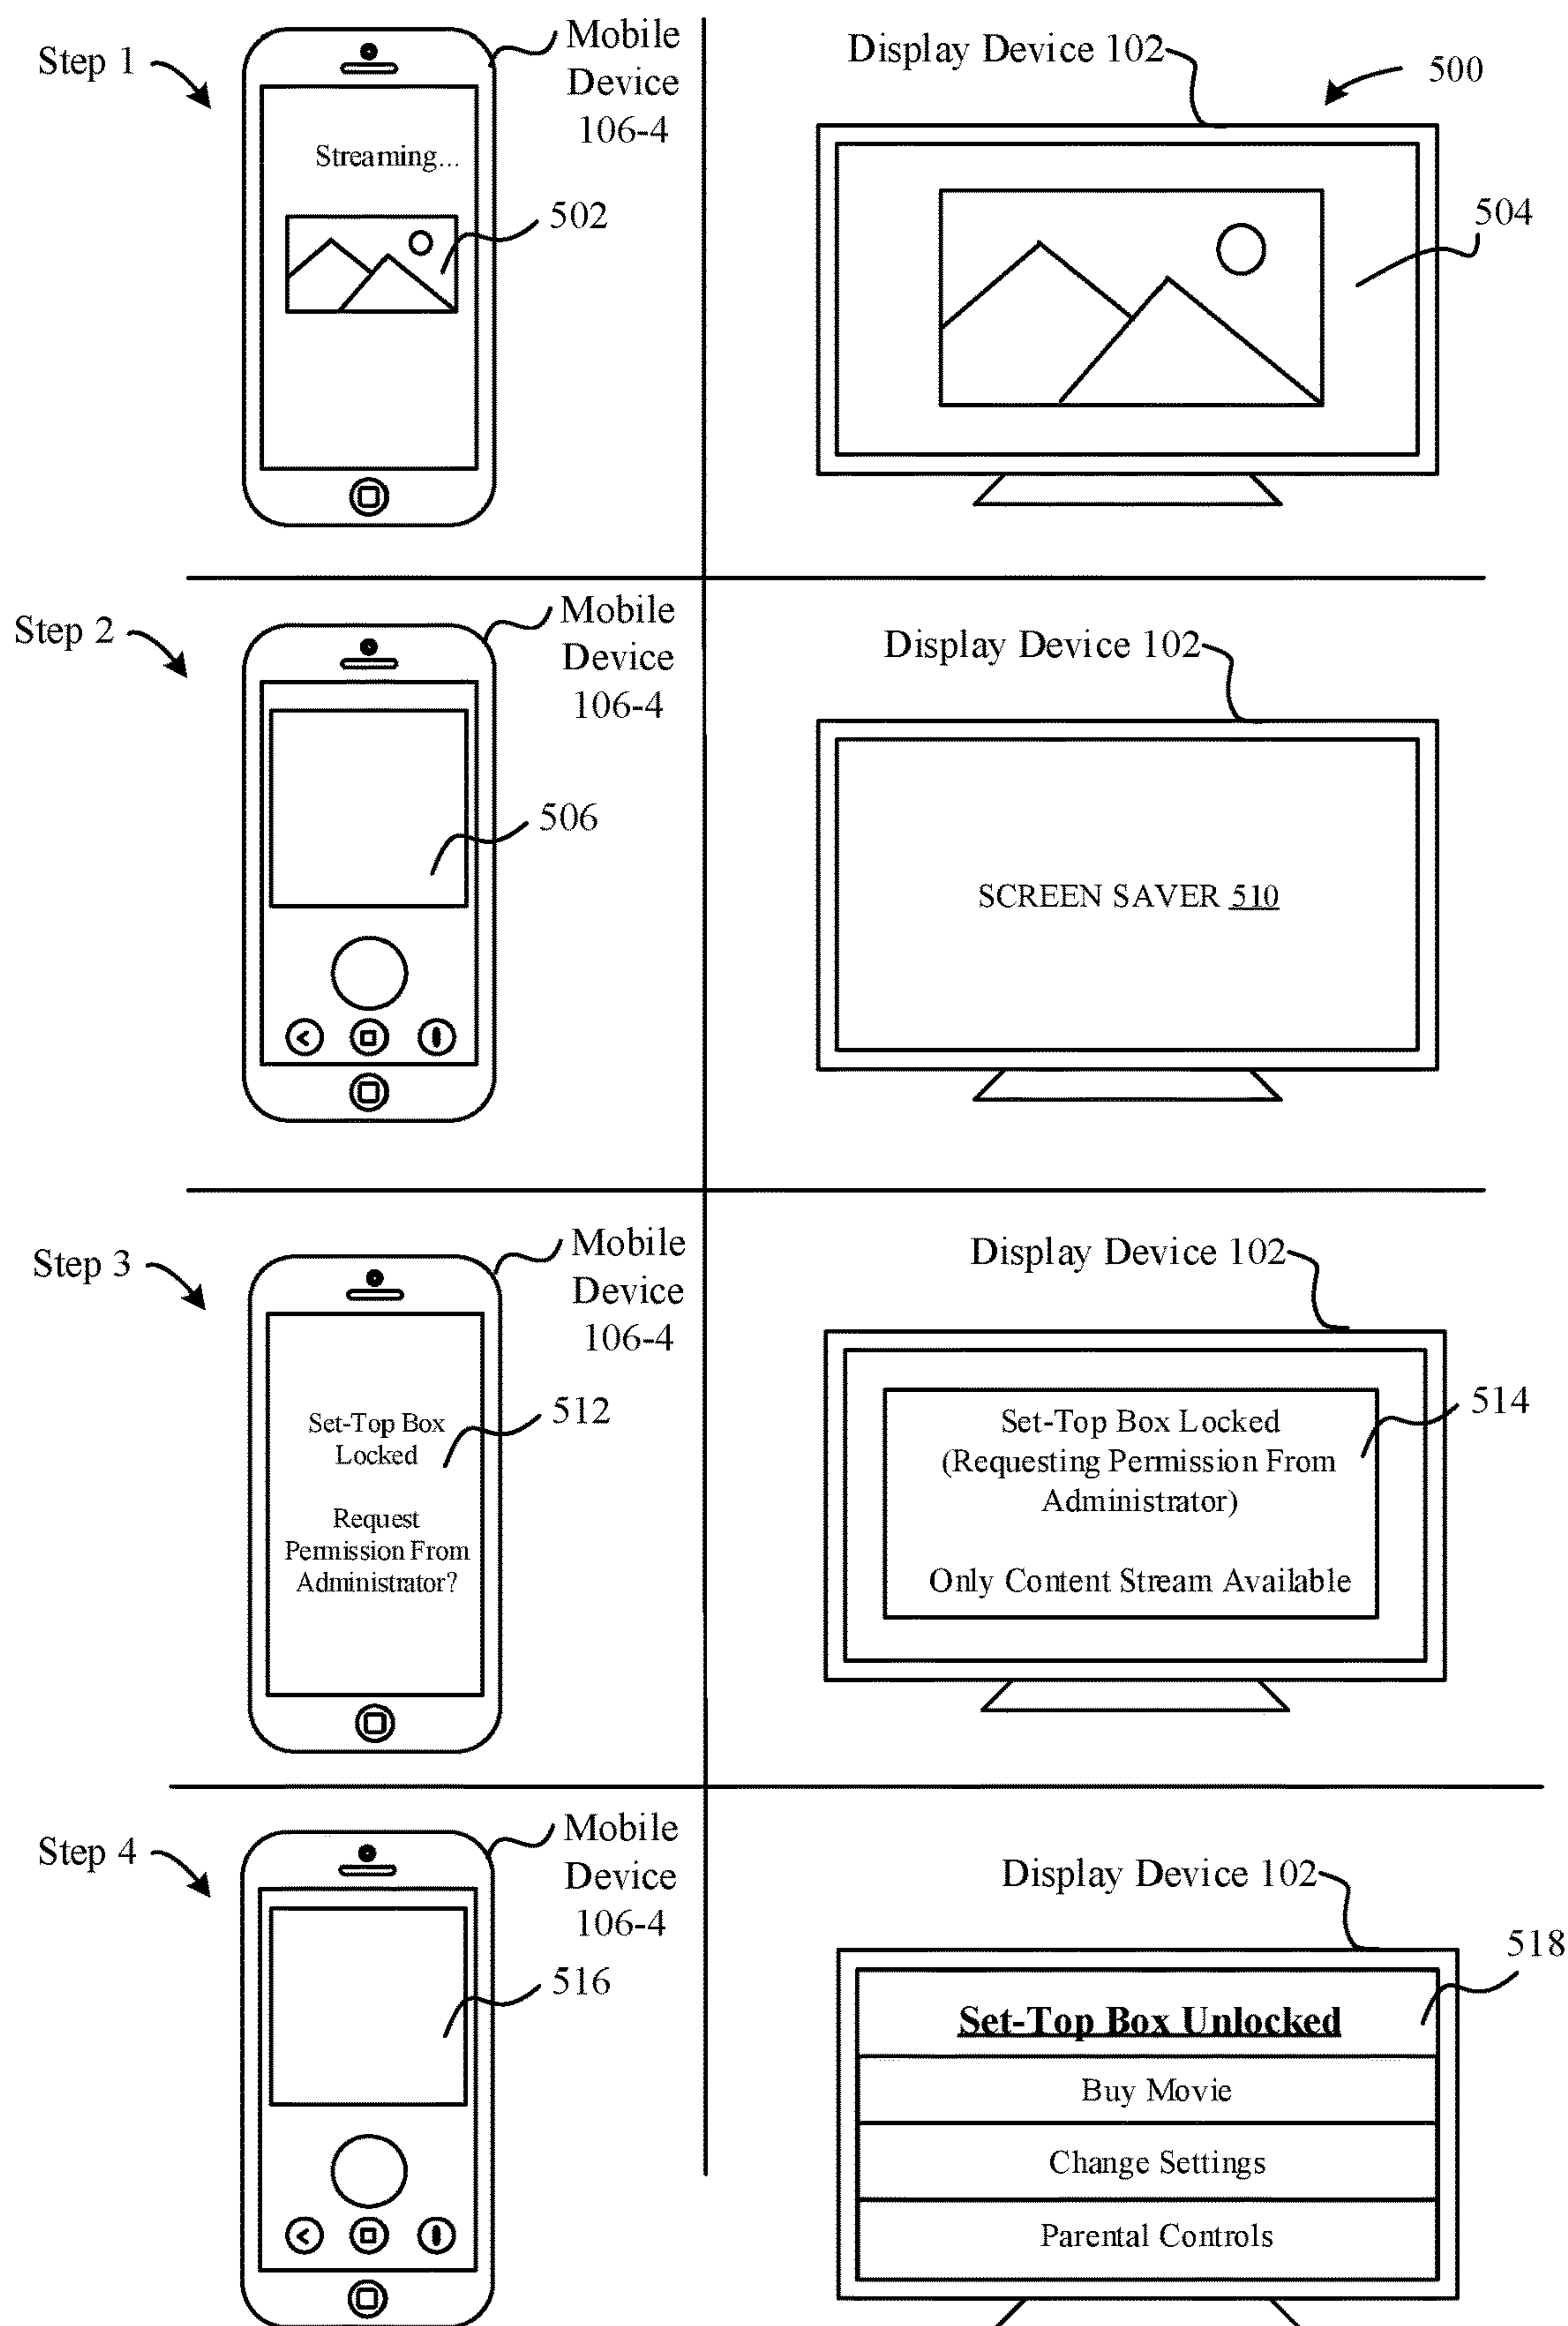 Step 1
Mobile
Device
106-4
Streaming...
502
Display Device 102
500
504
Step 2
Mobile
Device
106-4
506
Display Device 102
SCREEN SAVER 510
Step 3
Mobile
Device
106-4
Set-Top Box
Locked
Request
Permission From
Administrator?
512
Display Device 102
Set-Top Box Locked
(Requesting Permission From
Administrator)
Only Content Stream Available
514
Step 4
Mobile
Device
106-4
516
Display Device 102
518
Set-Top Box Unlocked
Buy Movie
Change Settings
Parental Controls